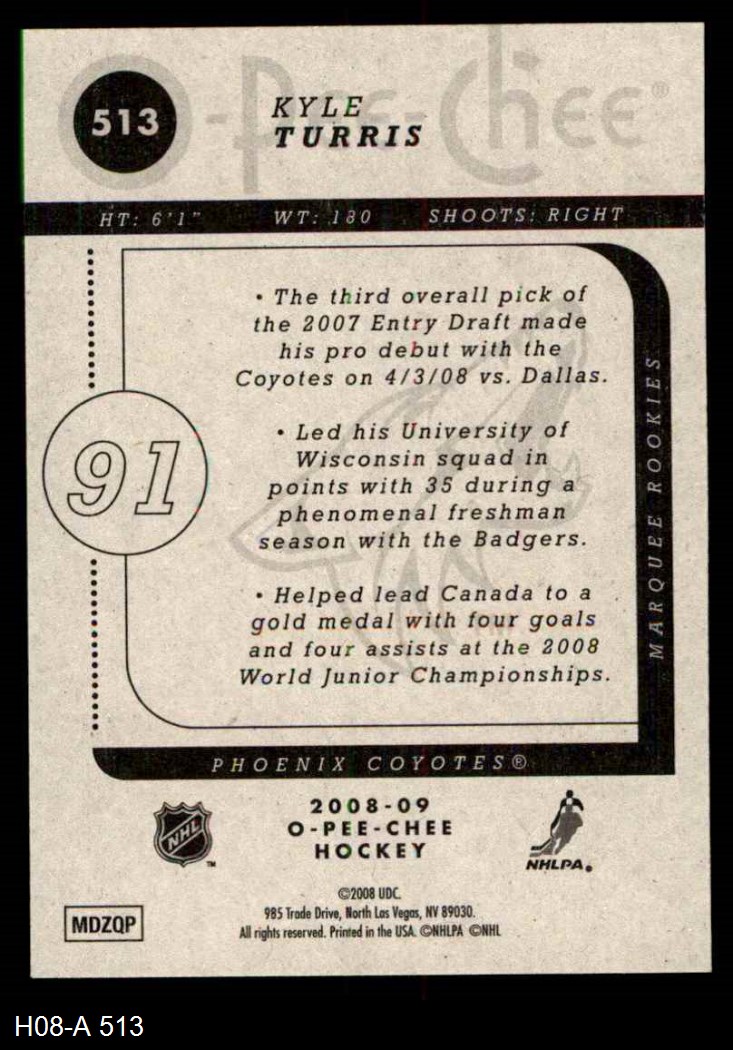 O-Pee-Chee®
513
KYLE
TURRIS
HT: 6'1"   WT: 180   SHOOTS: RIGHT
• The third overall pick of
the 2007 Entry Draft made
his pro debut with the
Coyotes on 4/3/08 vs. Dallas.
• Led his University of
Wisconsin squad in
points with 35 during a
phenomenal freshman
season with the Badgers.
• Helped lead Canada to a
gold medal with four goals
and four assists at the 2008
World Junior Championships.
91
MARQUEE ROOKIES
PHOENIX COYOTES®
NHL
™
2008-09
O-PEE-CHEE
HOCKEY
NHLPA®
©2008 UDC.
985 Trade Drive, North Las Vegas, NV 89030.
All rights reserved. Printed in the USA. ©NHLPA ©NHL
MDZQP
H08-A 513